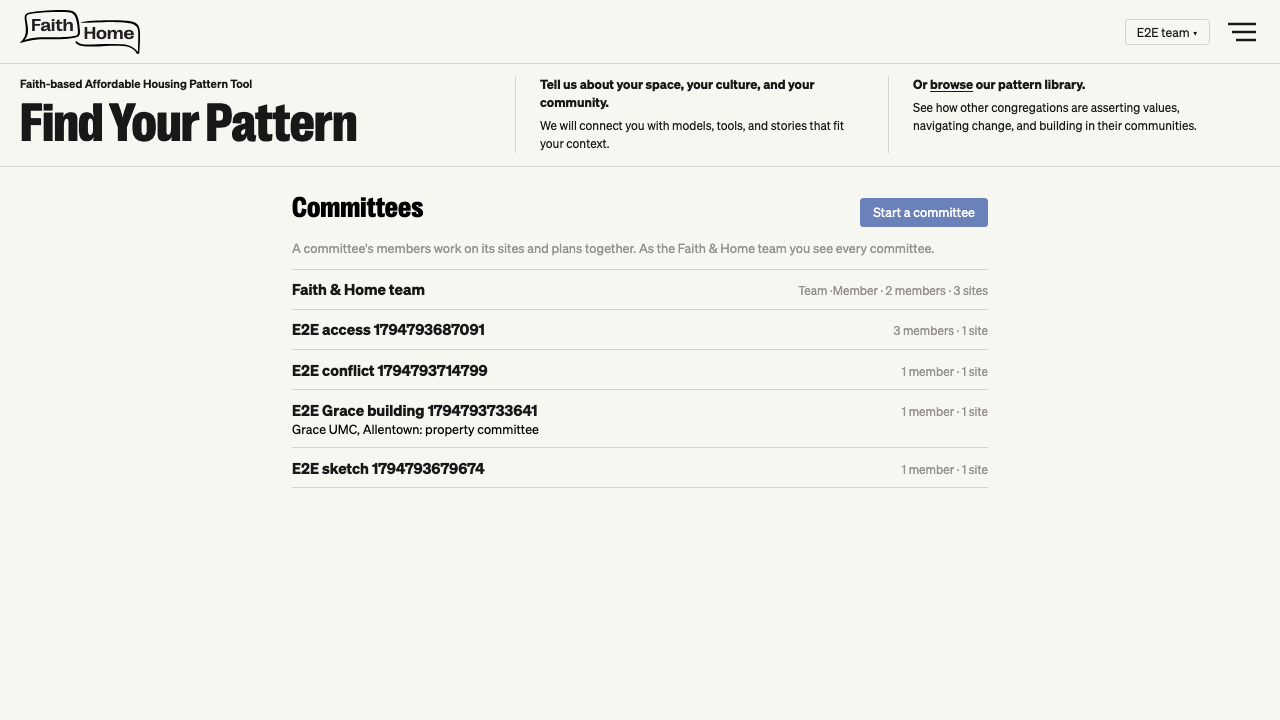 Faith Home
E2E team ▾
Faith-based Affordable Housing Pattern Tool
Find Your Pattern
Tell us about your space, your culture, and your
community.
We will connect you with models, tools, and stories that fit
your context.
Or browse our pattern library.
See how other congregations are asserting values,
navigating change, and building in their communities.
Committees
Start a committee
A committee's members work on its sites and plans together. As the Faith & Home team you see every committee.
Faith & Home team
Team ·Member · 2 members · 3 sites
E2E access 1794793687091
3 members · 1 site
E2E conflict 1794793714799
1 member · 1 site
E2E Grace building 1794793733641
1 member · 1 site
Grace UMC, Allentown: property committee
E2E sketch 1794793679674
1 member · 1 site